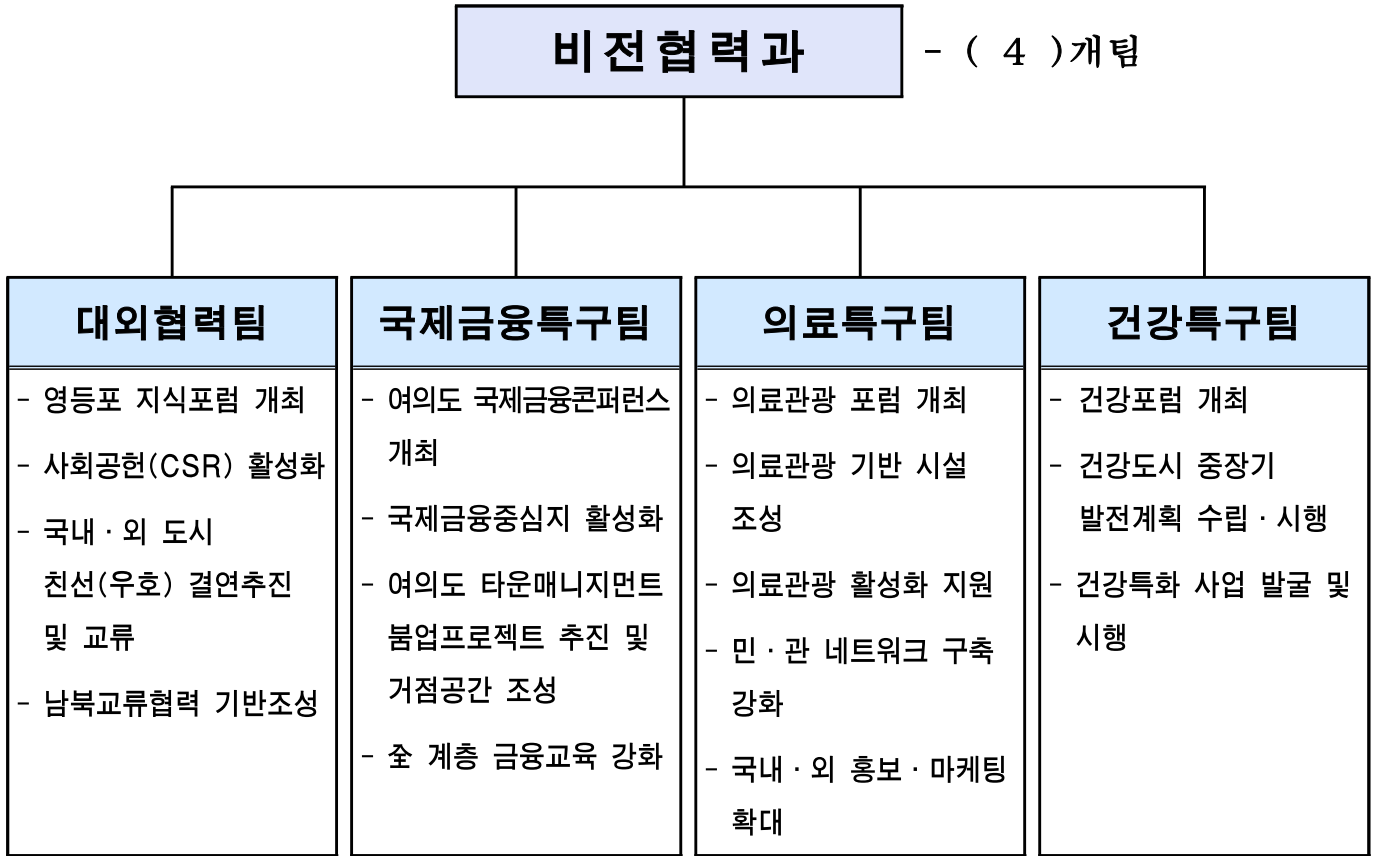 비전협력과 - ( 4 )개팀
대외협력팀
- 영등포 지식포럼 개최
- 사회공헌(CSR) 활성화
- 국내·외 도시
친선(우호) 결연추진
및 교류
- 남북교류협력 기반조성
국제금융특구팀
- 여의도 국제금융콘퍼런스
개최
- 국제금융중심지 활성화
- 여의도 타운매니지먼트
붐업프로젝트 추진 및
거점공간 조성
- 全 계층 금융교육 강화
의료특구팀
- 의료관광 포럼 개최
- 의료관광 기반 시설
조성
- 의료관광 활성화 지원
- 민·관 네트워크 구축
강화
- 국내·외 홍보·마케팅
확대
건강특구팀
- 건강포럼 개최
- 건강도시 중장기
발전계획 수립·시행
- 건강특화 사업 발굴 및
시행